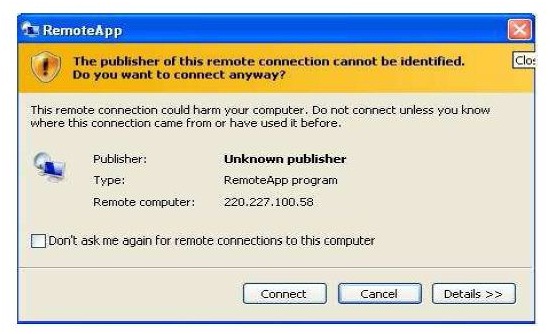 RemoteApp
The publisher of this remote connection cannot be identified.
Do you want to connect anyway?
Clos
This remote connection could harm your computer. Do not connect unless you know
where this connection came from or have used it before.
Publisher: Unknown publisher
Type: RemoteApp program
Remote computer: 220.227.100.58
Don't ask me again for remote connections to this computer
Connect Cancel Details >>